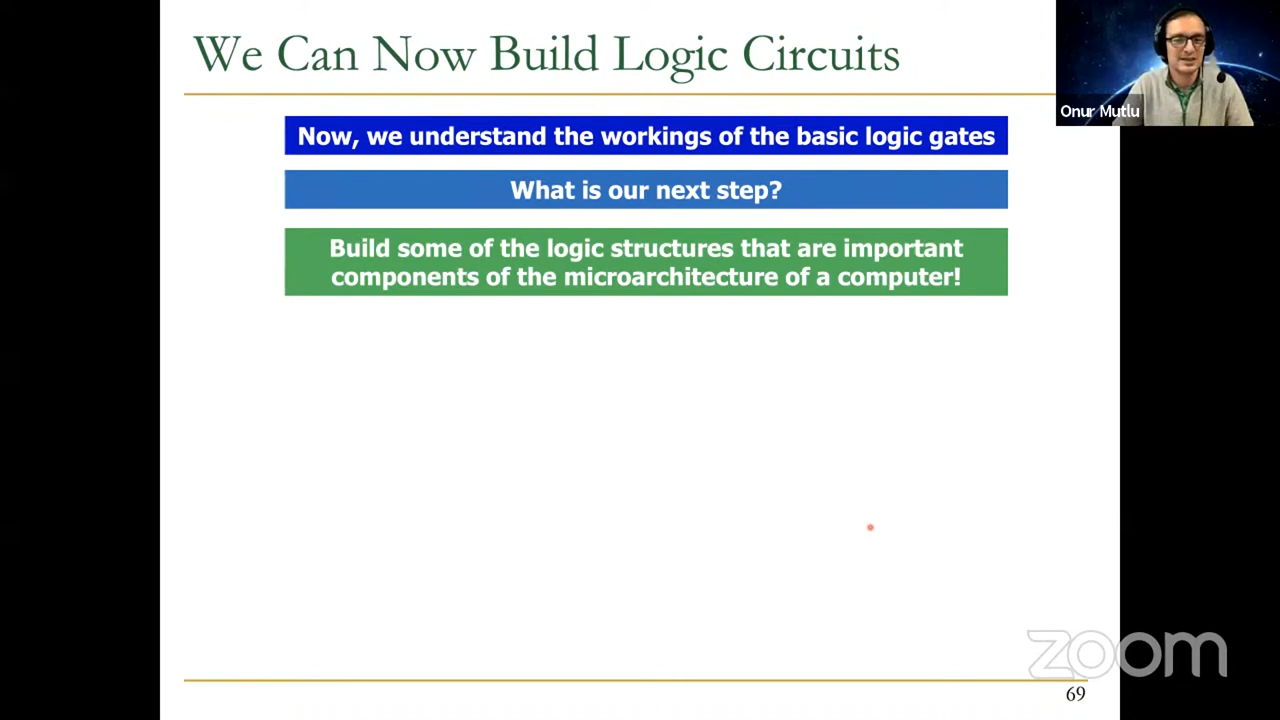 We Can Now Build Logic Circuits
Onur Mutlu
Now, we understand the workings of the basic logic gates
What is our next step?
Build some of the logic structures that are important
components of the microarchitecture of a computer!
zoom
69